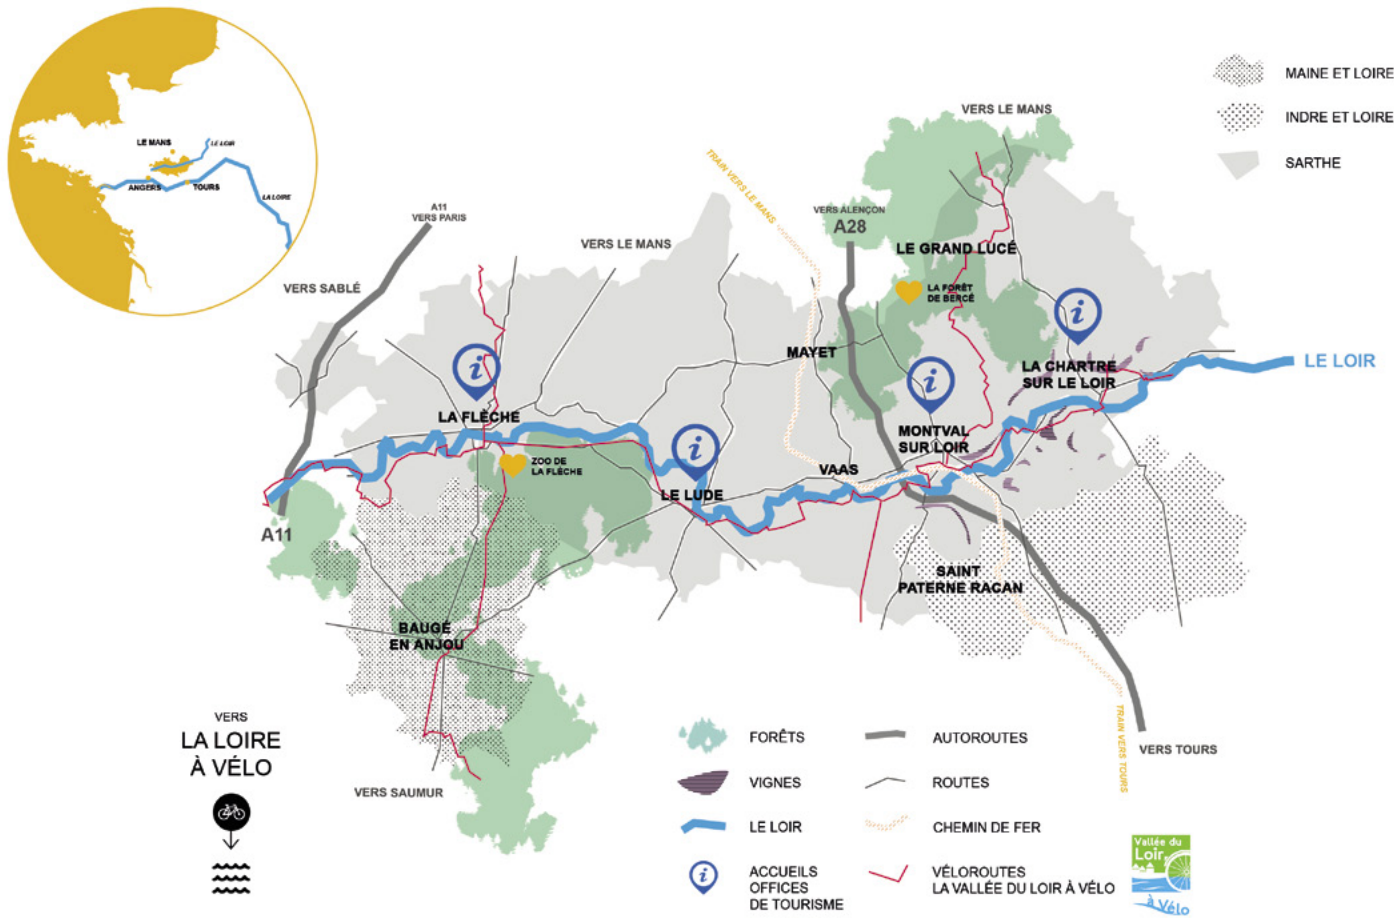 LE MANS
LE LOIR
ANGERS
TOURS
LA LOIRE
MAINE ET LOIRE
INDRE ET LOIRE
SARTHE
VERS LE MANS
TRAIN VERS LE MANS
A11
VERS PARIS
VERS ALENÇON
A28
VERS LE MANS
LE GRAND LUCÉ
VERS SABLÉ
LA FORÊT
DE BERCÉ
MAYET
LA CHARTRE
SUR LE LOIR
LE LOIR
LA FLÈCHE
MONTVAL
SUR LOIR
ZOO DE
LA FLÈCHE
VAAS
LE LUDE
A11
SAINT
PATERNE RACAN
BAUGÉ
EN ANJOU
VERS
LA LOIRE
À VÉLO
VERS SAUMUR
TRAIN VERS TOURS
VERS TOURS
FORÊTS
VIGNES
LE LOIR
ACCUEILS
OFFICES
DE TOURISME
AUTOROUTES
ROUTES
CHEMIN DE FER
VÉLOROUTES
LA VALLÉE DU LOIR À VÉLO
Vallée du
Loir
à Vélo